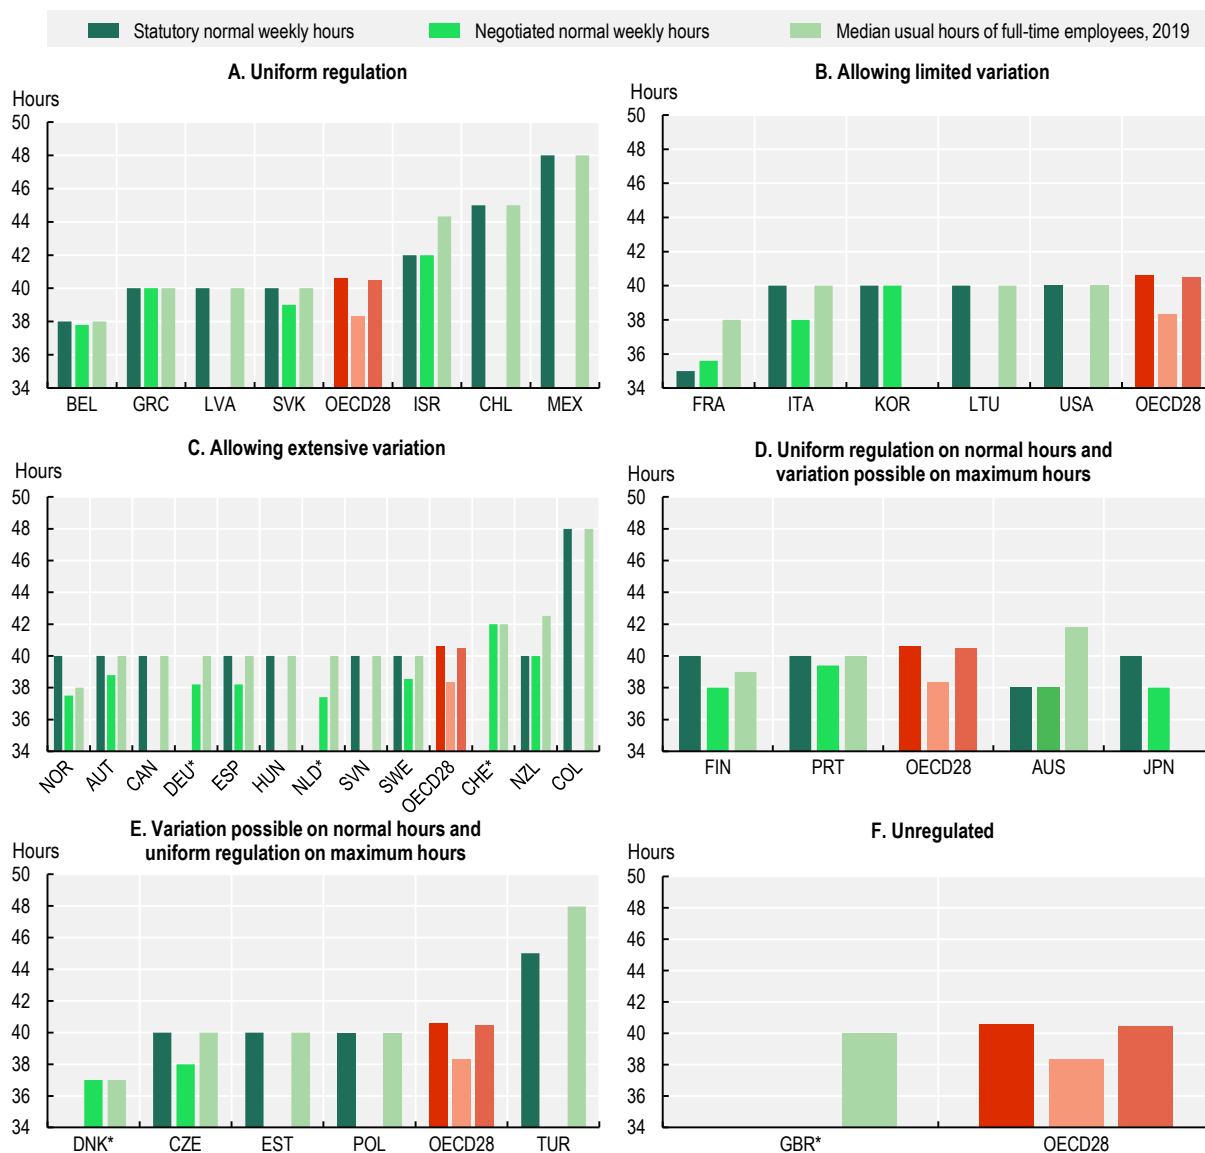 Statutory normal weekly hours Negotiated normal weekly hours Median usual hours of full-time employees, 2019
A. Uniform regulation
Hours
50
48
46
44
42
40
38
36
34
BEL GRC LVA SVK OECD28 ISR CHL MEX
B. Allowing limited variation
Hours
50
48
46
44
42
40
38
36
34
FRA ITA KOR LTU USA OECD28
C. Allowing extensive variation
Hours
50
48
46
44
42
40
38
36
34
NOR AUT CAN DEU* ESP HUN NLD* SVN SWE OECD28 CHE* NZL COL
D. Uniform regulation on normal hours and
variation possible on maximum hours
Hours
50
48
46
44
42
40
38
36
34
FIN PRT OECD28 AUS JPN
E. Variation possible on normal hours and
uniform regulation on maximum hours
Hours
50
48
46
44
42
40
38
36
34
DNK* CZE EST POL OECD28 TUR
F. Unregulated
Hours
50
48
46
44
42
40
38
36
34
GBR* OECD28